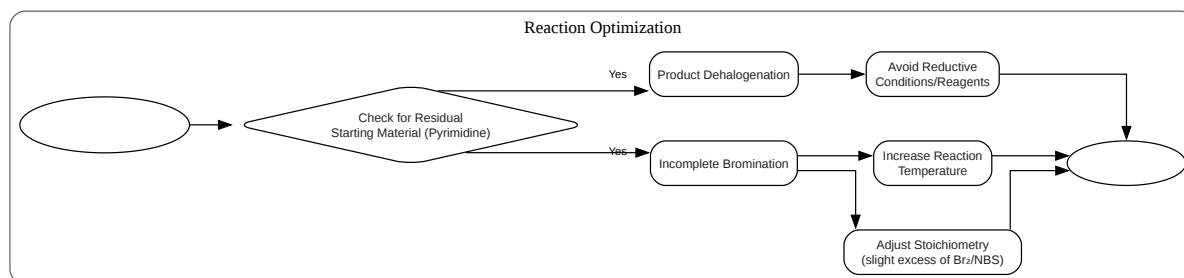 Reaction Optimization
Yes
Product Dehalogenation
Avoid Reductive
Conditions/Reagents
Check for Residual
Starting Material (Pyrimidine)
Yes
Incomplete Bromination
Increase Reaction
Temperature
Adjust Stoichiometry
(slight excess of Br₂/NBS)